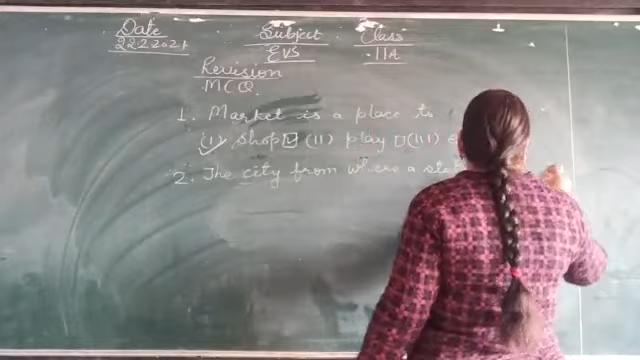 Date Subject Class
22.2.2021 EVS IIA
Revision
MCQ.
1. Market is a place to
(I) Shop ☑ (II) play ☐ (III)
2. The city from where a